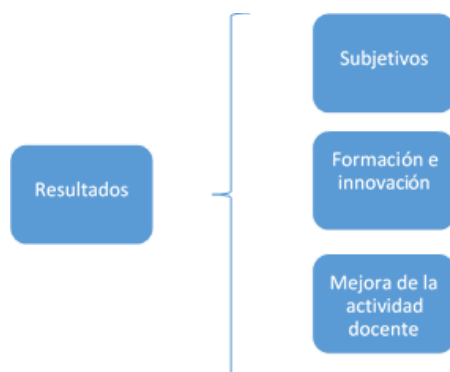 Resultados
Subjetivos
Formación e
innovación
Mejora de la
actividad
docente